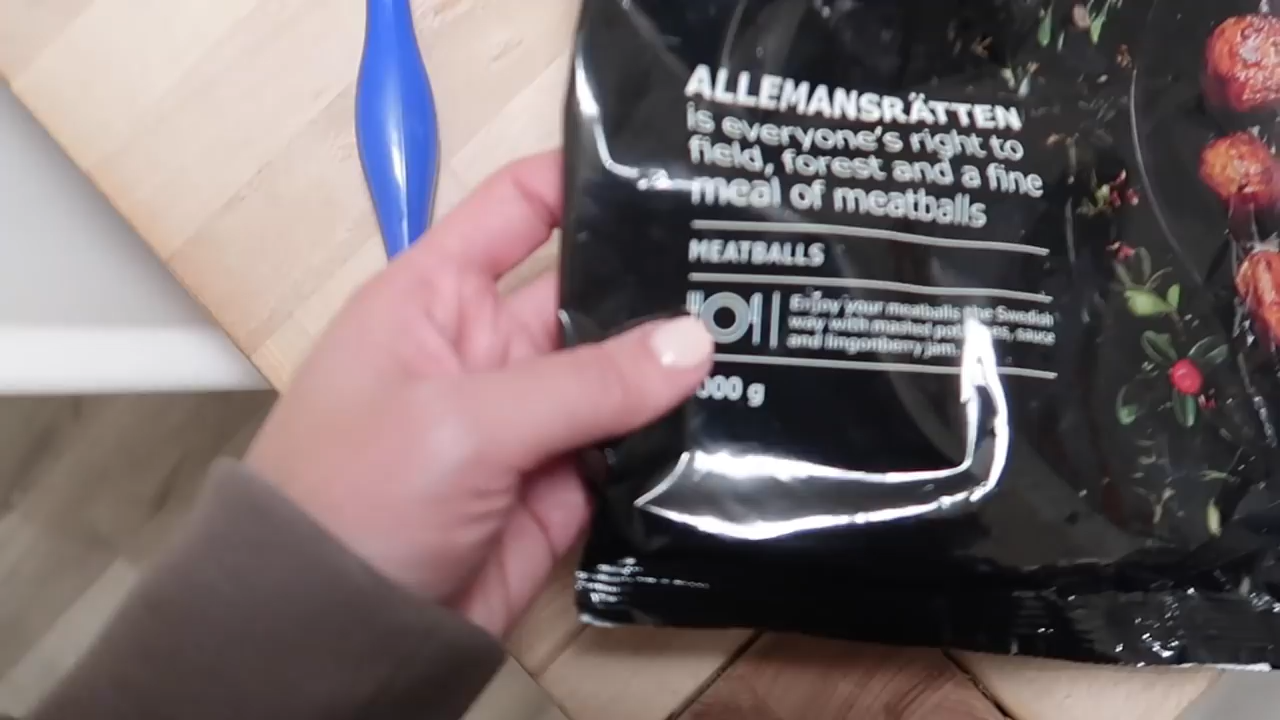 ALLEMANSRÄTTEN
is everyone's right to
field, forest and a fine
meal of meatballs
MEATBALLS
Enjoy your meatballs the Swedish
way with mashed potatoes, sauce
and lingonberry jam.
000 g